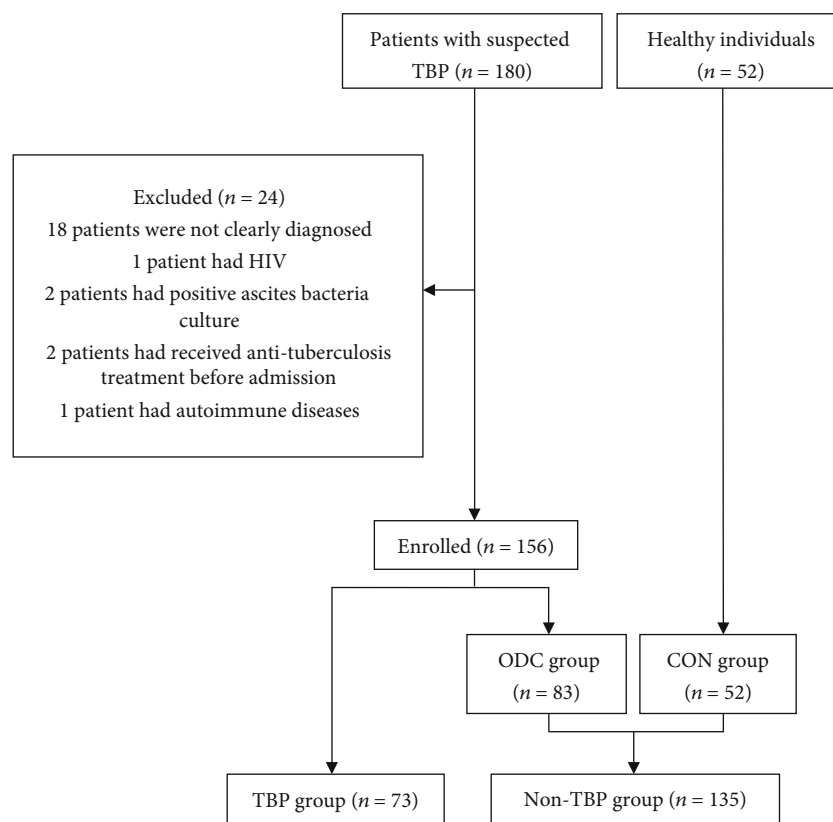 Patients with suspected
TBP (n = 180)
Healthy individuals
(n = 52)
Excluded (n = 24)
18 patients were not clearly diagnosed
1 patient had HIV
2 patients had positive ascites bacteria
culture
2 patients had received anti-tuberculosis
treatment before admission
1 patient had autoimmune diseases
Enrolled (n = 156)
ODC group
(n = 83)
CON group
(n = 52)
TBP group (n = 73)
Non-TBP group (n = 135)